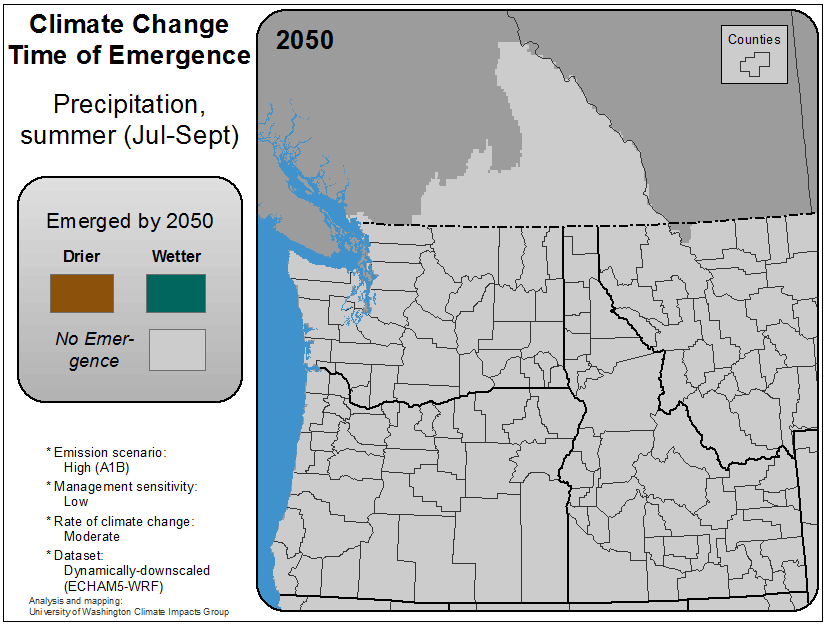 Climate Change
Time of Emergence
Precipitation,
summer (Jul-Sept)
Emerged by 2050
Drier
Wetter
No Emer-
gence
* Emission scenario:
High (A1B)
* Management sensitivity:
Low
* Rate of climate change:
Moderate
* Dataset:
Dynamically-downscaled
(ECHAM5-WRF)
Analysis and mapping:
University of Washington Climate Impacts Group
2050
Counties